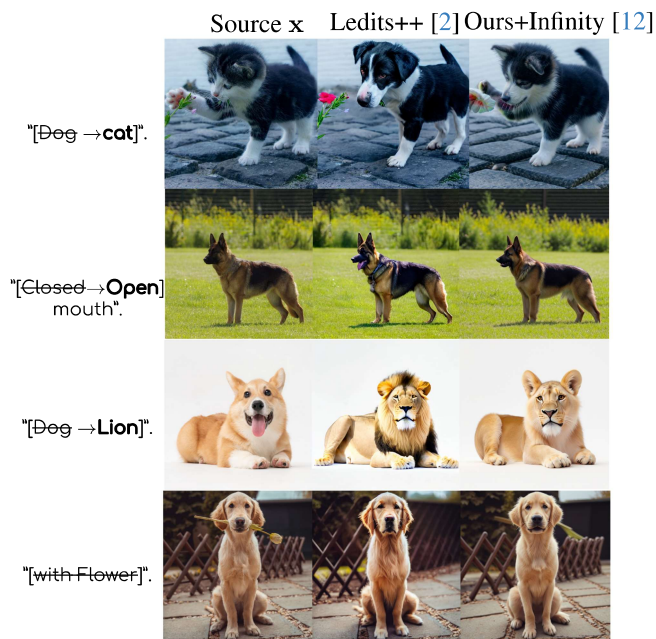 Source x Ledits++ [2] Ours+Infinity [12]
"[Dog →cat]".
"[Closed→Open]
mouth".
"[Dog →Lion]".
"[with Flower]".